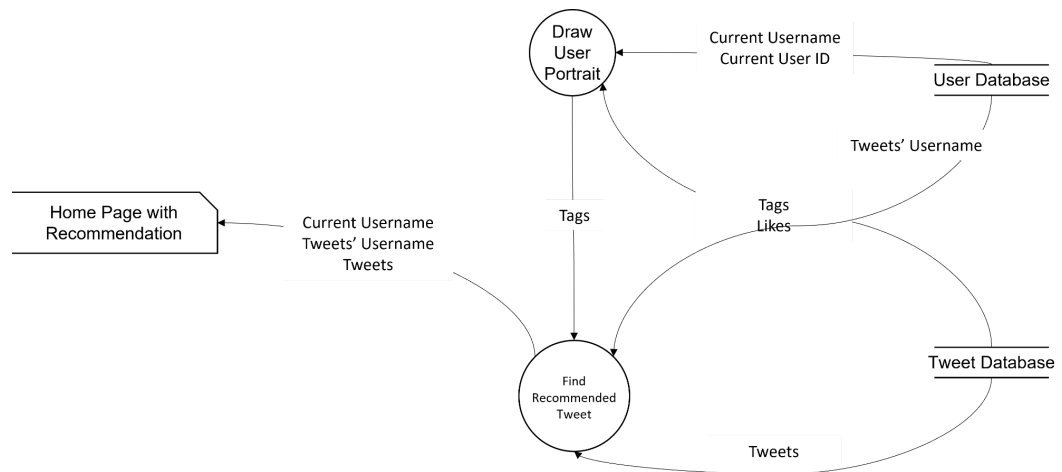 Draw
User
Portrait
Current Username
Current User ID
User Database
Tweets' Username
Home Page with
Recommendation
Current Username
Tweets' Username
Tweets
Tags
Tags
Likes
Tweet Database
Find
Recommended
Tweet
Tweets